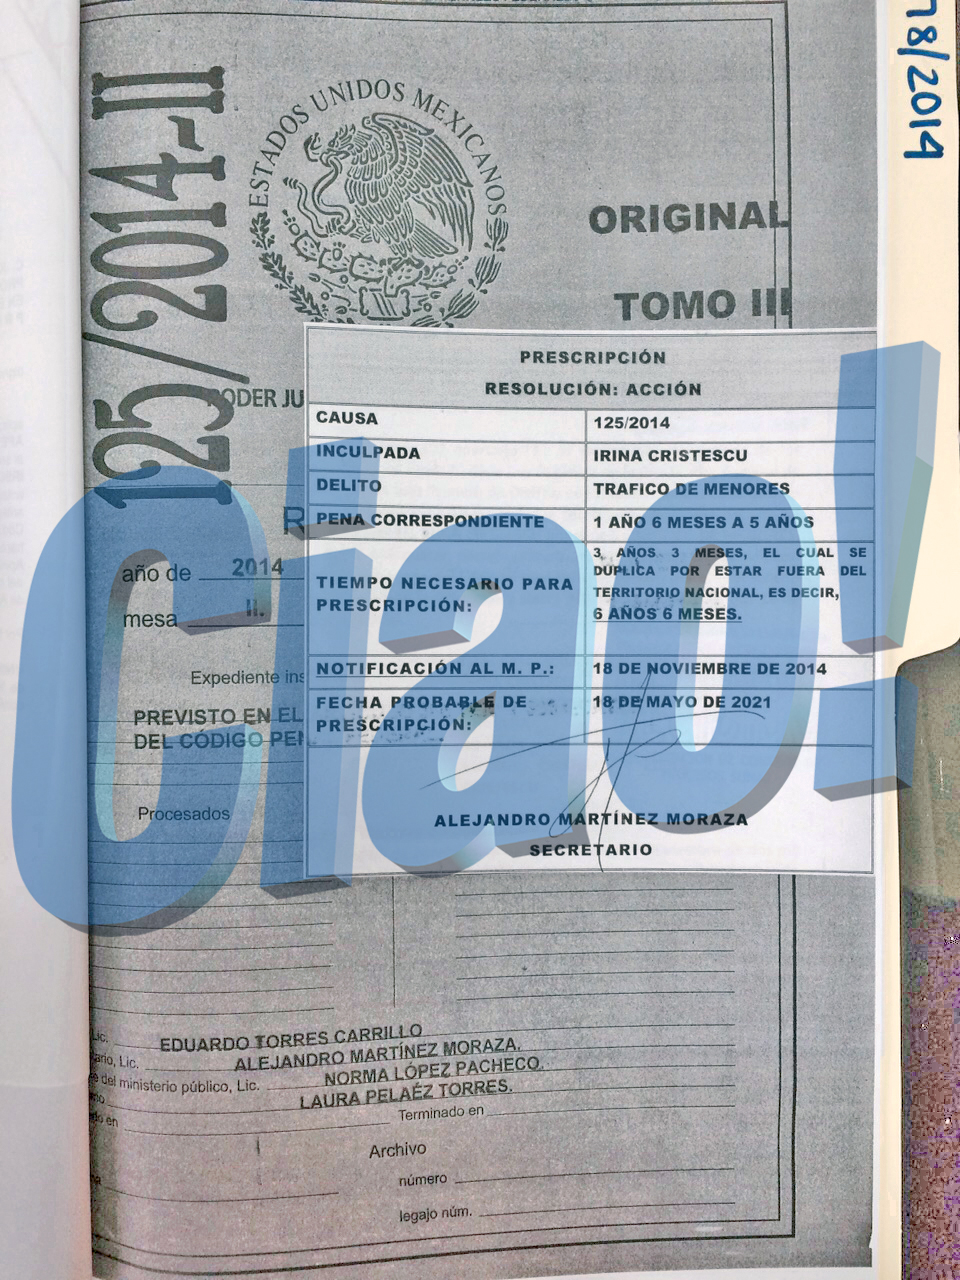 78/2014
125/2014-II
ESTADOS UNIDOS MEXICANOS
ORIGINAL
TOMO III
PODER JU
PRESCRIPCIÓN
RESOLUCIÓN: ACCIÓN
CAUSA 125/2014
INCULPADA IRINA CRISTESCU
DELITO TRAFICO DE MENORES
PENA CORRESPONDIENTE 1 AÑO 6 MESES A 5 AÑOS
TIEMPO NECESARIO PARA
PRESCRIPCIÓN:
3 AÑOS 3 MESES, EL CUAL SE
DUPLICA POR ESTAR FUERA DEL
TERRITORIO NACIONAL, ES DECIR,
6 AÑOS 6 MESES.
NOTIFICACIÓN AL M. P.: 18 DE NOVIEMBRE DE 2014
FECHA PROBABLE DE
PRESCRIPCIÓN:
18 DE MAYO DE 2021
ALEJANDRO MARTÍNEZ MORAZA
SECRETARIO
Ciao!
R
año de 2014
mesa II.
Expediente ins
PREVISTO EN EL
DEL CÓDIGO PEN
Procesados
Lic. EDUARDO TORRES CARRILLO
ario, Lic. ALEJANDRO MARTÍNEZ MORAZA.
del ministerio público, Lic. NORMA LÓPEZ PACHECO.
LAURA PELAÉZ TORRES.
do en Terminado en
Archivo
número
legajo núm.